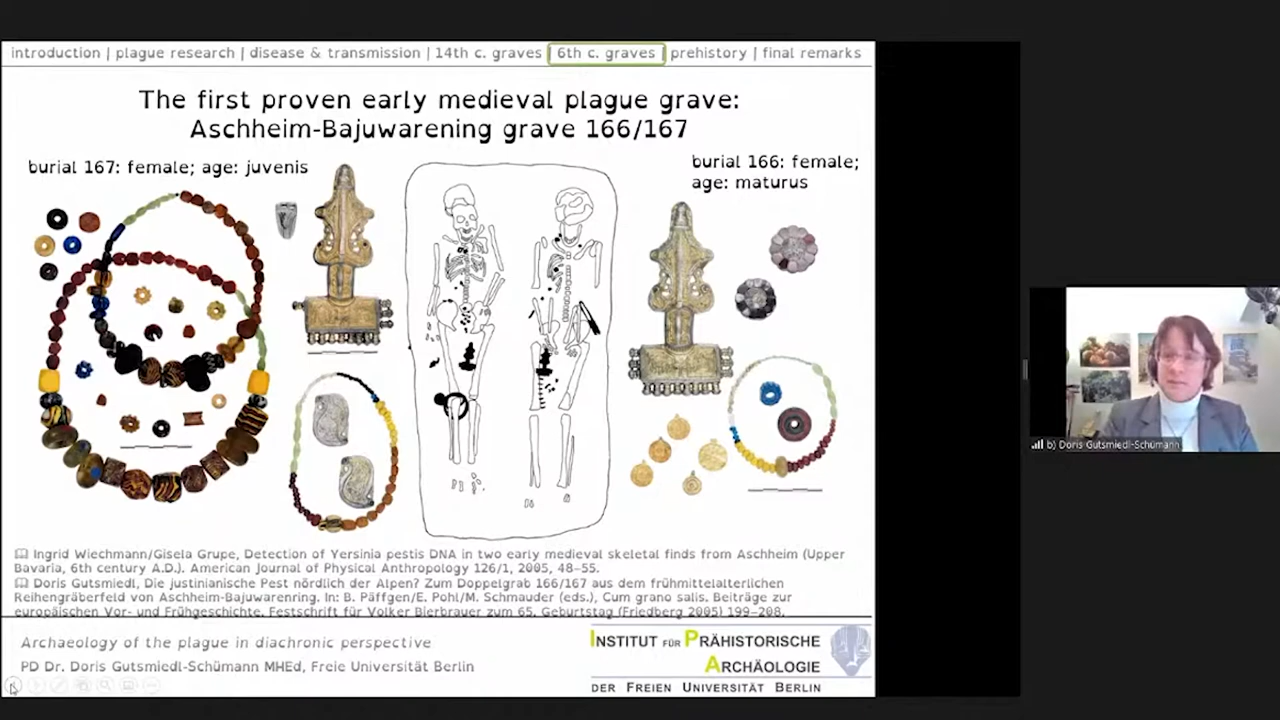 introduction | plague research | disease & transmission | 14th c. graves | 6th c. graves | prehistory | final remarks
The first proven early medieval plague grave:
Aschheim-Bajuwarening grave 166/167
burial 167: female; age: juvenis
burial 166: female;
age: maturus
Ingrid Wiechmann/Gisela Grupe, Detection of Yersinia pestis DNA in two early medieval skeletal finds from Aschheim (Upper
Bavaria, 6th century A.D.). American Journal of Physical Anthropology 126/1, 2005, 48–55.
Doris Gutsmiedl, Die justinianische Pest nördlich der Alpen? Zum Doppelgrab 166/167 aus dem frühmittelalterlichen
Reihengräberfeld von Aschheim-Bajuwarenring. In: B. Päffgen/E. Pohl/M. Schmauder (eds.), Cum grano salis. Beiträge zur
europäischen Vor- und Frühgeschichte. Festschrift für Volker Bierbrauer zum 65. Geburtstag (Friedberg 2005) 199–208.
Archaeology of the plague in diachronic perspective
PD Dr. Doris Gutsmiedl-Schümann MHEd, Freie Universität Berlin
INSTITUT FÜR PRÄHISTORISCHE
ARCHÄOLOGIE
DER FREIEN UNIVERSITÄT BERLIN
b) Doris Gutsmiedl-Schümann